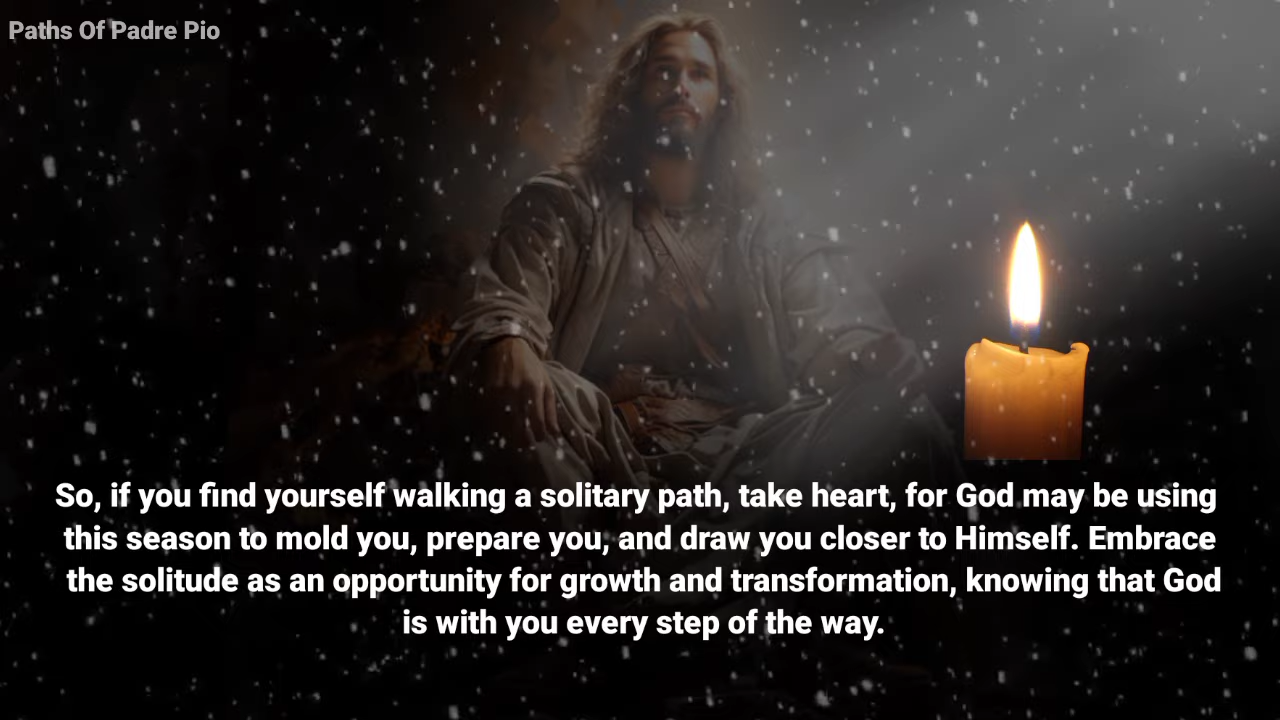 Paths Of Padre Pio
So, if you find yourself walking a solitary path, take heart, for God may be using
this season to mold you, prepare you, and draw you closer to Himself. Embrace
the solitude as an opportunity for growth and transformation, knowing that God
is with you every step of the way.